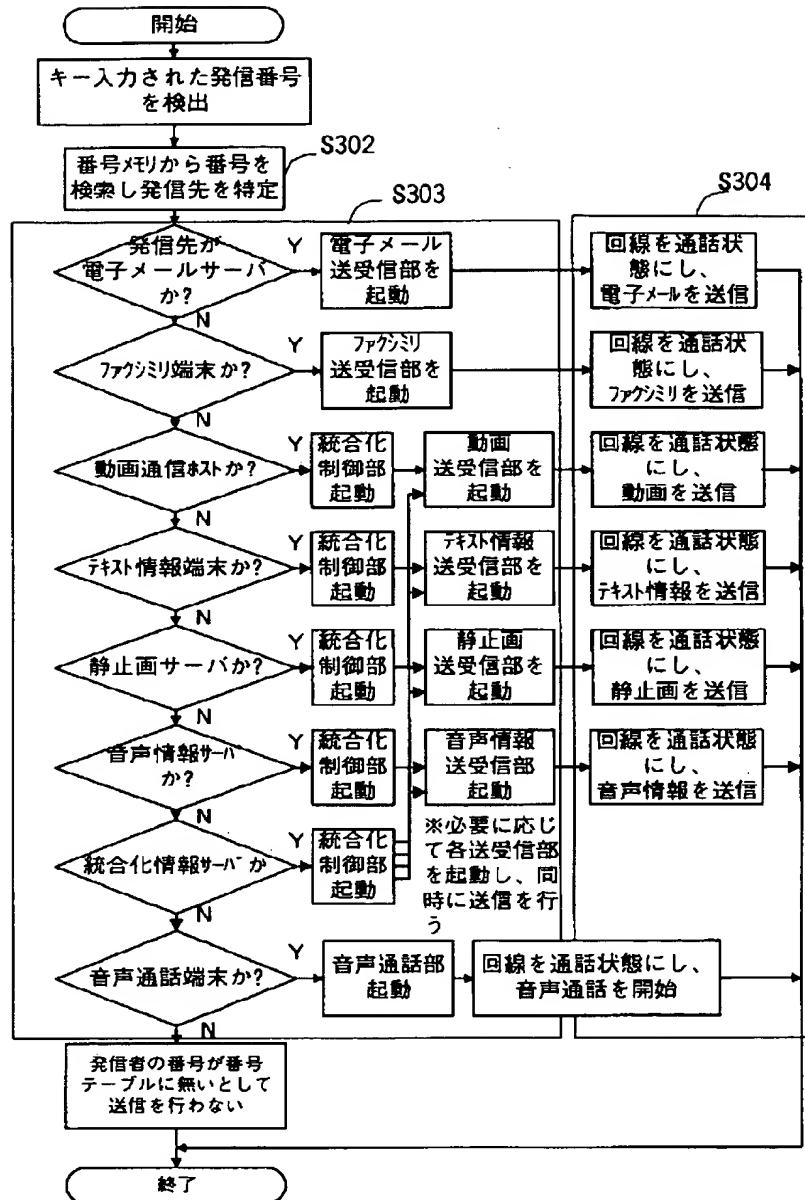 開始
キー入力された発信番号
を検出
S302
番号メモリから番号を
検索し発信先を特定
S303
S304
発信先が
電子メールサーバ
か?
Y
電子メール
送受信部を
起動
回線を通話状
態にし、
電子メールを送信
N
ファクシミリ端末か?
Y
ファクシミリ
送受信部を
起動
回線を通話状
態にし、
ファクシミリを送信
N
動画通信ホストか?
Y
統合化
制御部
起動
動画
送受信部を
起動
回線を通話状態
にし、
動画を送信
N
テキスト情報端末か?
Y
統合化
制御部
起動
テキスト情報
送受信部を
起動
回線を通話状態
にし、
テキスト情報を送信
N
静止画サーバか?
Y
統合化
制御部
起動
静止画
送受信部を
起動
回線を通話状態
にし、
静止画を送信
N
音声情報サーバ
か?
Y
統合化
制御部
起動
音声情報
送受信部
起動
回線を通話状態
にし、
音声情報を送信
N
統合化情報サーバか
Y
統合化
制御部
起動
※必要に応じ
て各送受信部
を起動し、同
時に送信を行
う
N
音声通話端末か?
Y
音声通話部
起動
回線を通話状態にし、
音声通話を開始
N
発信者の番号が番号
テーブルに無いとして
送信を行わない
終了